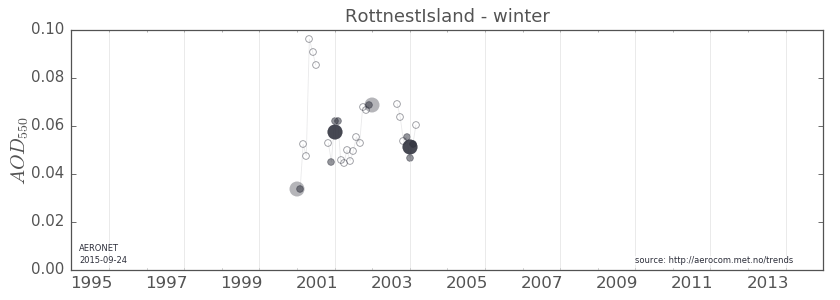 RottnestIsland - winter
0.10
0.08
0.06
0.04
0.02
0.00
AOD550
AERONET
2015-09-24
source: http://aerocom.met.no/trends
1995 1997 1999 2001 2003 2005 2007 2009 2011 2013